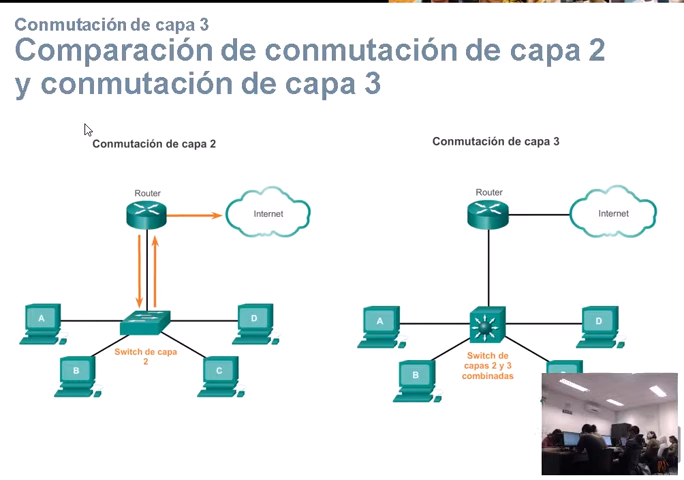 Conmutación de capa 3
Comparación de conmutación de capa 2
y conmutación de capa 3
Conmutación de capa 2
Router
Internet
A
D
B
C
Switch de capa
2
Conmutación de capa 3
Router
Internet
A
D
B
Switch de
capas 2 y 3
combinadas